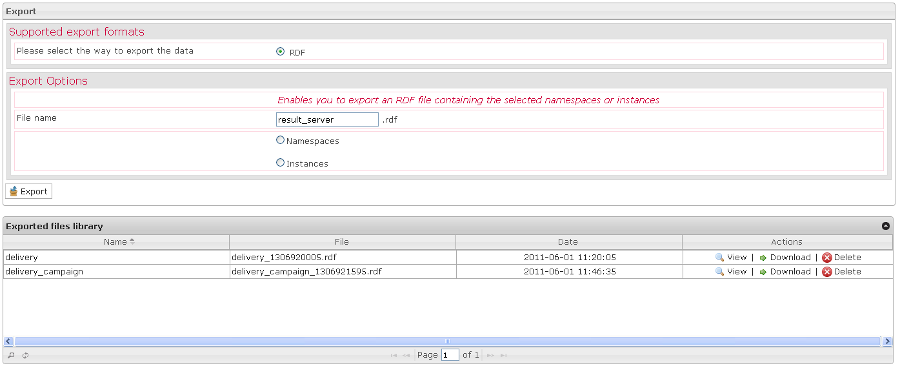 Export
Supported export formats
Please select the way to export the data RDF
Export Options
Enables you to export an RDF file containing the selected namespaces or instances
File name result_server .rdf
Namespaces
Instances
Export
Exported files library
Name File Date Actions
delivery delivery_1306920005.rdf 2011-06-01 11:20:05 View | Download | Delete
delivery_campaign delivery_campaign_1306921595.rdf 2011-06-01 11:46:35 View | Download | Delete
Page 1 of 1